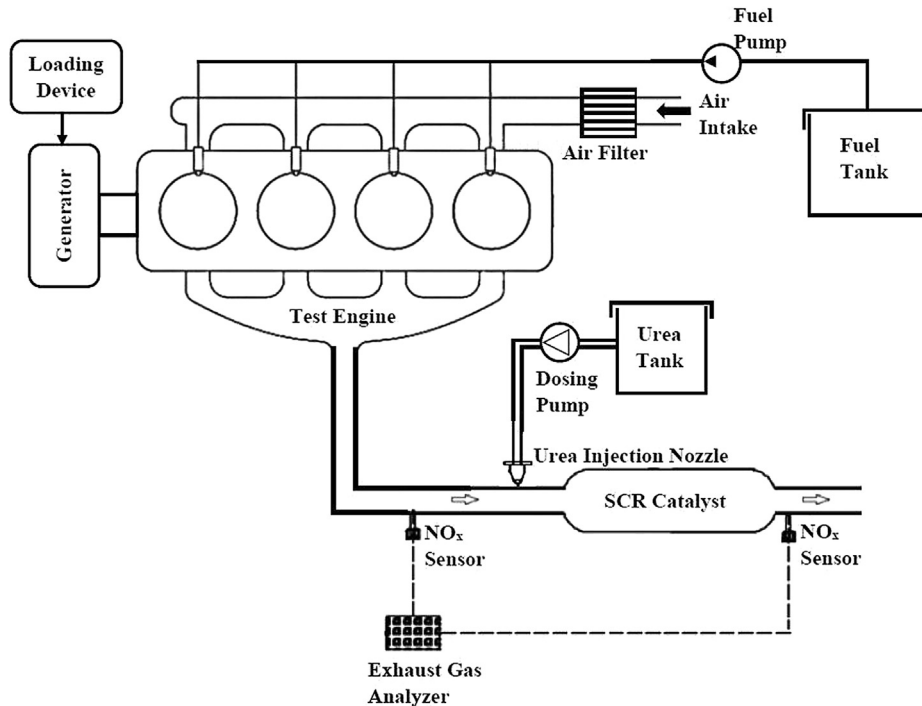 Fuel
Pump
Loading
Device
Air
Intake
Air Filter
Fuel
Tank
Generator
Test Engine
Urea
Tank
Dosing
Pump
Urea Injection Nozzle
SCR Catalyst
NOₓ
Sensor
NOₓ
Sensor
Exhaust Gas
Analyzer